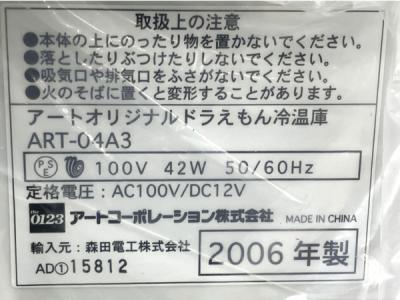 取扱上の注意
●本体の上にのったり物を置かないでください。
●落としたりぶつけたりしないでください。
●吸気口や排気口をふさがないでください。
●火のそばに置くと変形することがあります。
アートオリジナルドラえもん冷温庫
ART-04A3
PSE 100V 42W 50/60Hz
定格電圧：AC100V/DC12V
the 0123 アートコーポレーション株式会社 MADE IN CHINA
輸入元：森田電工株式会社 2006年製
AD①15812